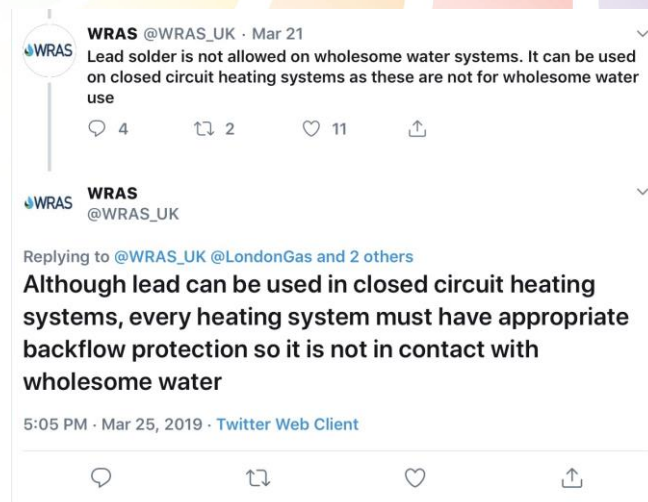 WRAS @WRAS_UK · Mar 21
WRAS
Lead solder is not allowed on wholesome water systems. It can be used
on closed circuit heating systems as these are not for wholesome water
use
4 2 11
WRAS
WRAS
@WRAS_UK
Replying to @WRAS_UK @LondonGas and 2 others
Although lead can be used in closed circuit heating
systems, every heating system must have appropriate
backflow protection so it is not in contact with
wholesome water
5:05 PM · Mar 25, 2019 · Twitter Web Client